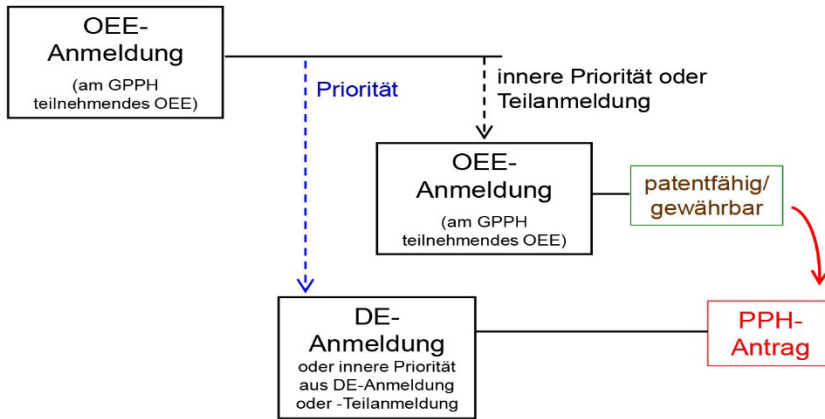 OEE-
Anmeldung
(am GPPH
teilnehmendes OEE)
Priorität
innere Priorität oder
Teilanmeldung
OEE-
Anmeldung
(am GPPH
teilnehmendes OEE)
patentfähig/
gewährbar
DE-
Anmeldung
oder innere Priorität
aus DE-Anmeldung
oder -Teilanmeldung
PPH-
Antrag